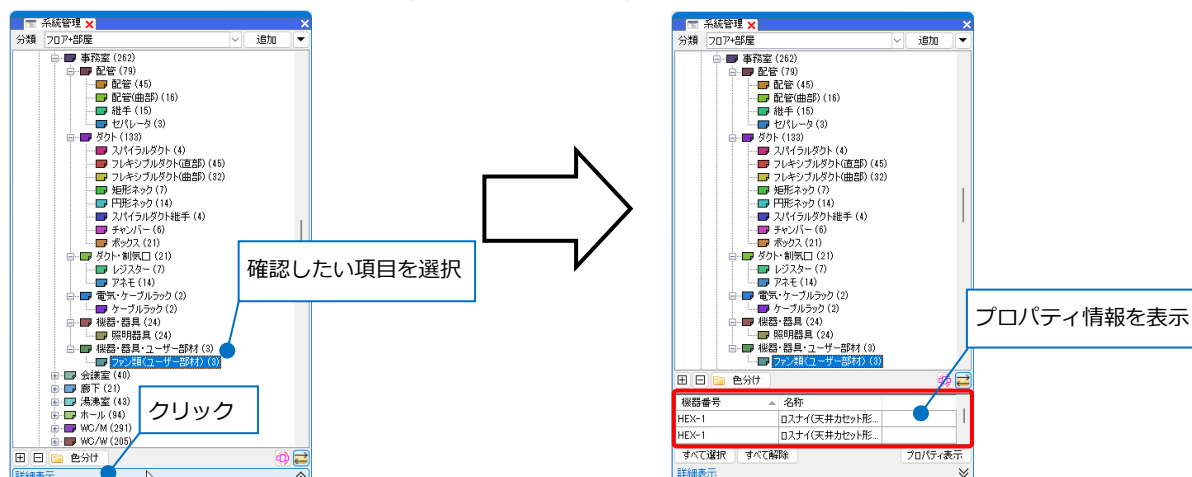 系統管理
分類 フロア+部屋 追加
事務室 (262)
配管 (79)
配管 (45)
配管(曲部) (16)
継手 (15)
セパレータ (3)
ダクト (133)
スパイラルダクト (4)
フレキシブルダクト(直部) (45)
フレキシブルダクト(曲部) (32)
矩形ネック (7)
円形ネック (14)
スパイラルダクト継手 (4)
チャンバー (6)
ボックス (21)
ダクト・制気口 (21)
レジスター (7)
アネモ (14)
電気・ケーブルラック (2)
ケーブルラック (2)
機器・器具 (24)
照明器具 (24)
機器・器具・ユーザー部材 (3)
ファン類(ユーザー部材) (3)
会議室 (40)
廊下 (21)
湯沸室 (43)
ホール (94)
WC/M (291)
WC/W (205)
色分け
詳細表示
確認したい項目を選択
クリック
系統管理
分類 フロア+部屋 追加
事務室 (262)
配管 (79)
配管 (45)
配管(曲部) (16)
継手 (15)
セパレータ (3)
ダクト (133)
スパイラルダクト (4)
フレキシブルダクト(直部) (45)
フレキシブルダクト(曲部) (32)
矩形ネック (7)
円形ネック (14)
スパイラルダクト継手 (4)
チャンバー (6)
ボックス (21)
ダクト・制気口 (21)
レジスター (7)
アネモ (14)
電気・ケーブルラック (2)
ケーブルラック (2)
機器・器具 (24)
照明器具 (24)
機器・器具・ユーザー部材 (3)
ファン類(ユーザー部材) (3)
色分け
機器番号 名称
HEX-1 ロスナイ(天井カセット形...
HEX-1 ロスナイ(天井カセット形...
すべて選択 すべて解除 プロパティ表示
詳細表示
プロパティ情報を表示